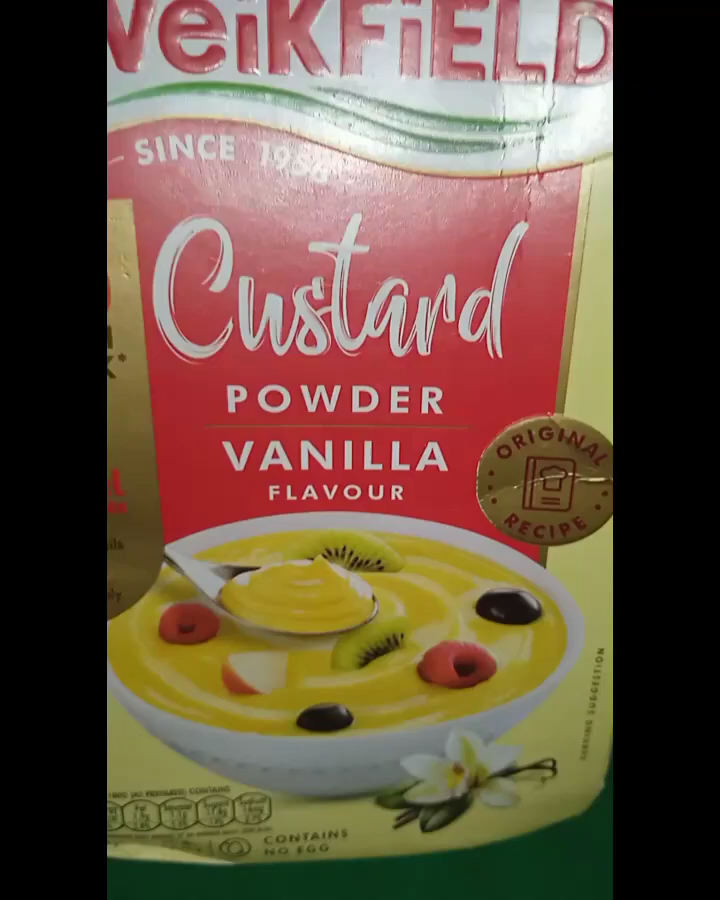 WEiKFiELD
SINCE 1956
Custard
POWDER
VANILLA
FLAVOUR
ORIGINAL
RECIPE
SERVING SUGGESTION
CONTAINS
NO EGG